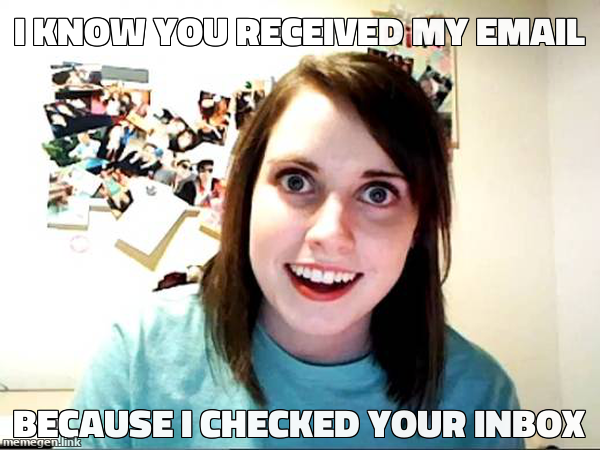 I KNOW YOU RECEIVED MY EMAIL
BECAUSE I CHECKED YOUR INBOX
memegen.link